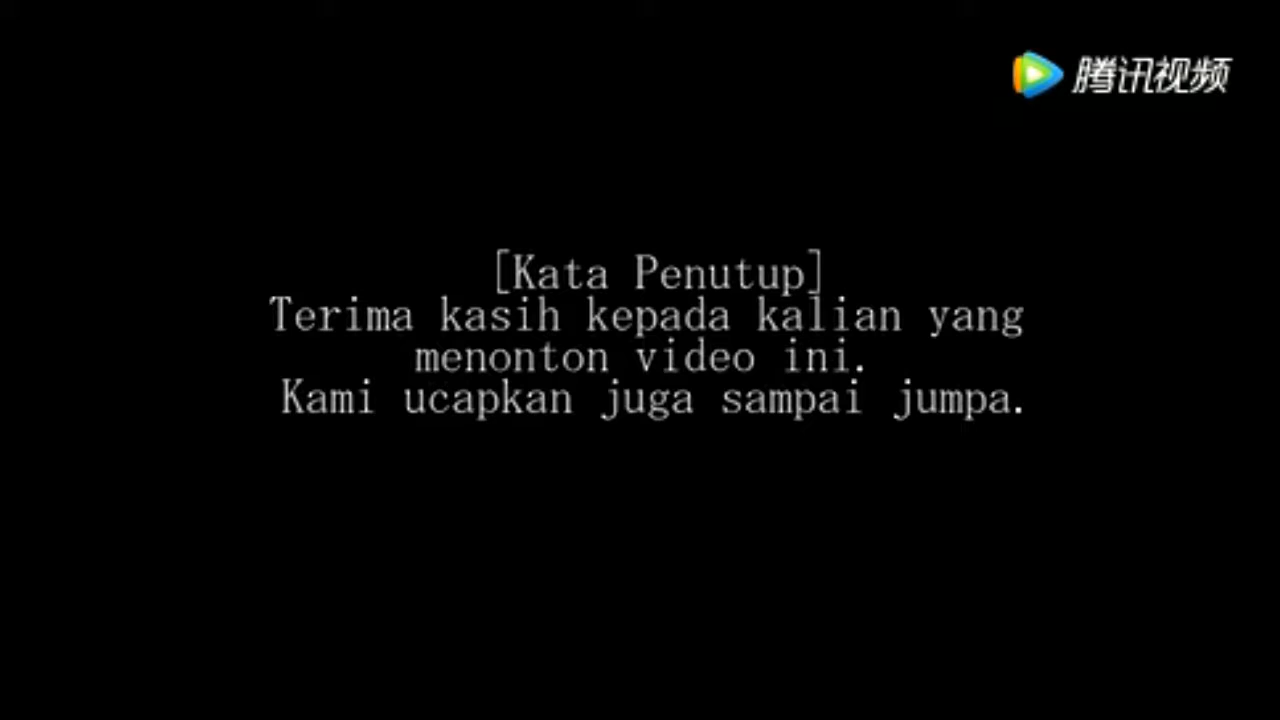 腾讯视频
[Kata Penutup]
Terima kasih kepada kalian yang
menonton video ini.
Kami ucapkan juga sampai jumpa.